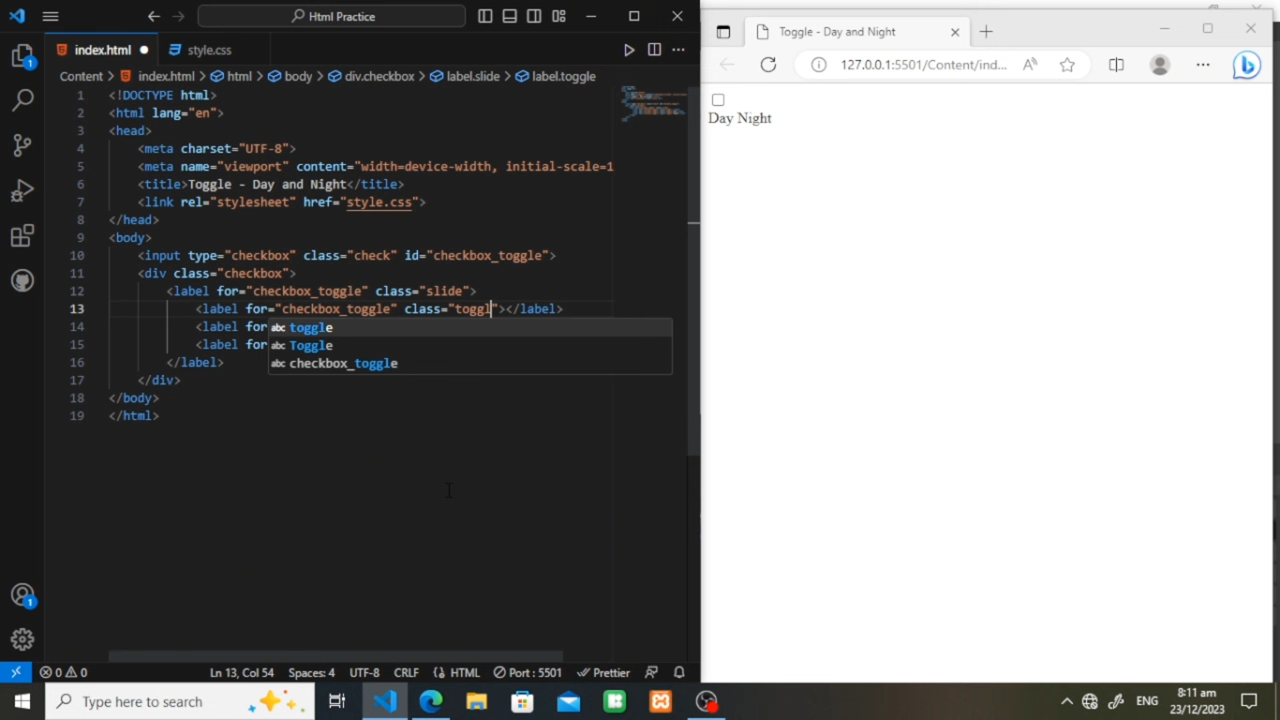 Html Practice
index.html
style.css
Content > index.html > html > body > div.checkbox > label.slide > label.toggle
1 <!DOCTYPE html>
2 <html lang="en">
3 <head>
4 <meta charset="UTF-8">
5 <meta name="viewport" content="width=device-width, initial-scale=1
6 <title>Toggle - Day and Night</title>
7 <link rel="stylesheet" href="style.css">
8 </head>
9 <body>
10 <input type="checkbox" class="check" id="checkbox_toggle">
11 <div class="checkbox">
12 <label for="checkbox_toggle" class="slide">
13 <label for="checkbox_toggle" class="toggl"></label>
14 <label for
15 <label for
16 </label>
17 </div>
18 </body>
19 </html>
abc toggle
abc Toggle
abc checkbox_toggle
1
1
0 0 Ln 13, Col 54 Spaces: 4 UTF-8 CRLF {} HTML Port : 5501 Prettier
Toggle - Day and Night
127.0.0.1:5501/Content/ind...
Day Night
Type here to search
ENG
8:11 am
23/12/2023